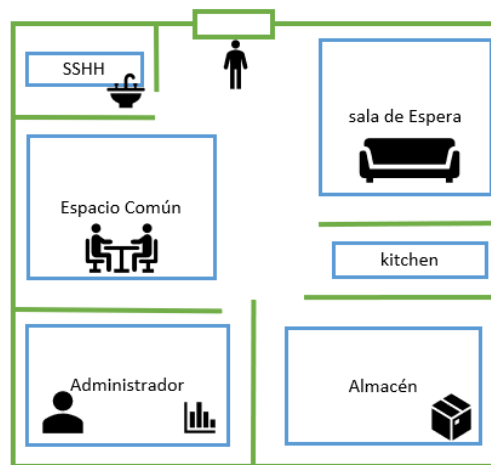 SSHH
sala de Espera
Espacio Común
kitchen
Administrador
Almacén